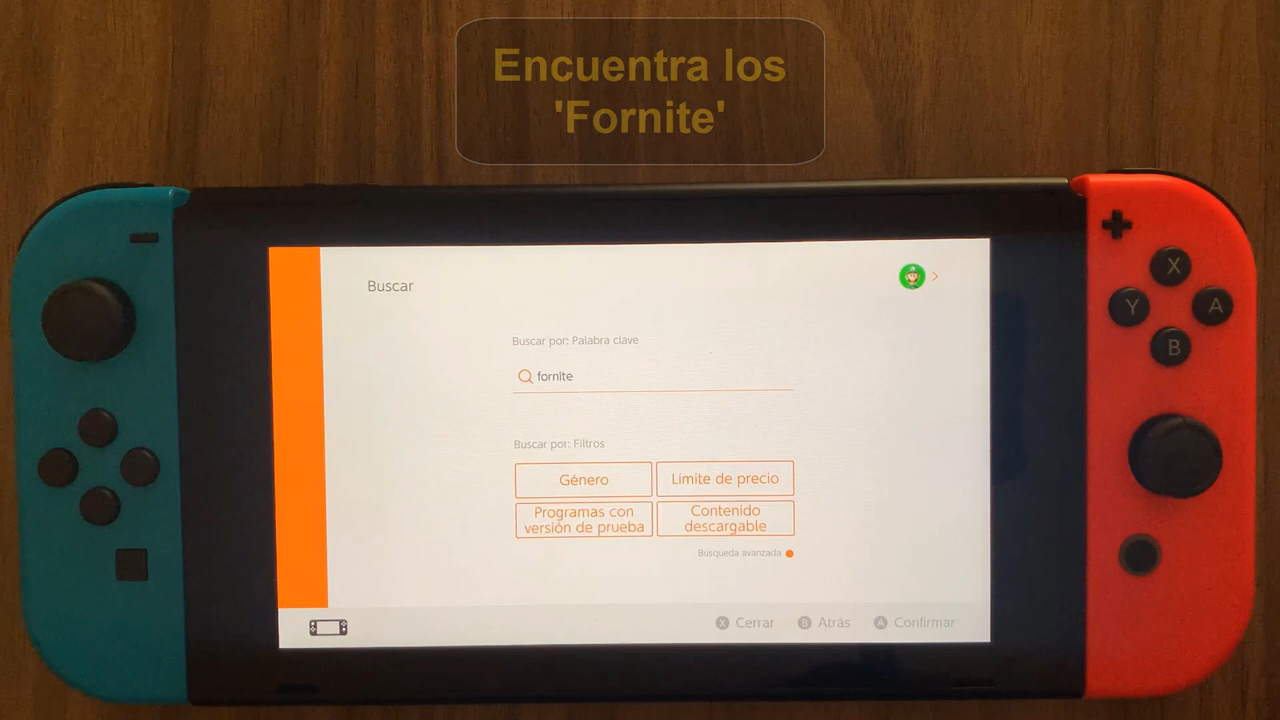 Encuentra los
'Fornite'
Buscar
Buscar por: Palabra clave
fornite
Buscar por: Filtros
Género
Límite de precio
Programas con
versión de prueba
Contenido
descargable
Búsqueda avanzada
X Cerrar
B Atrás
A Confirmar
X
Y
A
B